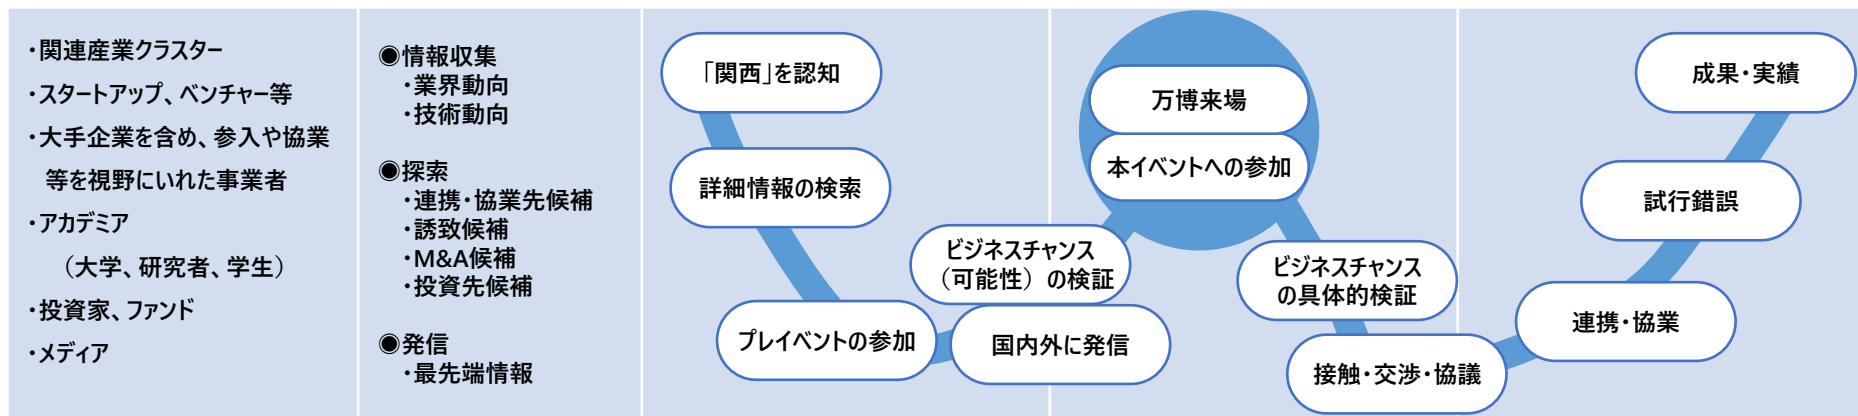 ・関連産業クラスター
・スタートアップ、ベンチャー等
・大手企業を含め、参入や協業
等を視野にいれた事業者
・アカデミア
（大学、研究者、学生）
・投資家、ファンド
・メディア
◉情報収集
・業界動向
・技術動向
◉探索
・連携・協業先候補
・誘致候補
・M&A候補
・投資先候補
◉発信
・最先端情報
「関西」を認知
詳細情報の検索
プレイベントの参加
国内外に発信
ビジネスチャンス
（可能性）の検証
万博来場
本イベントへの参加
ビジネスチャンス
の具体的検証
接触・交渉・協議
連携・協業
試行錯誤
成果・実績